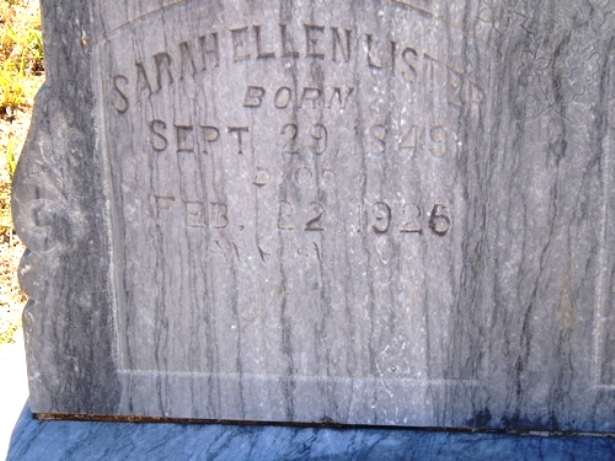 SARAH ELLEN LISTER
BORN
SEPT. 29 1849
DIED
FEB. 22 1926